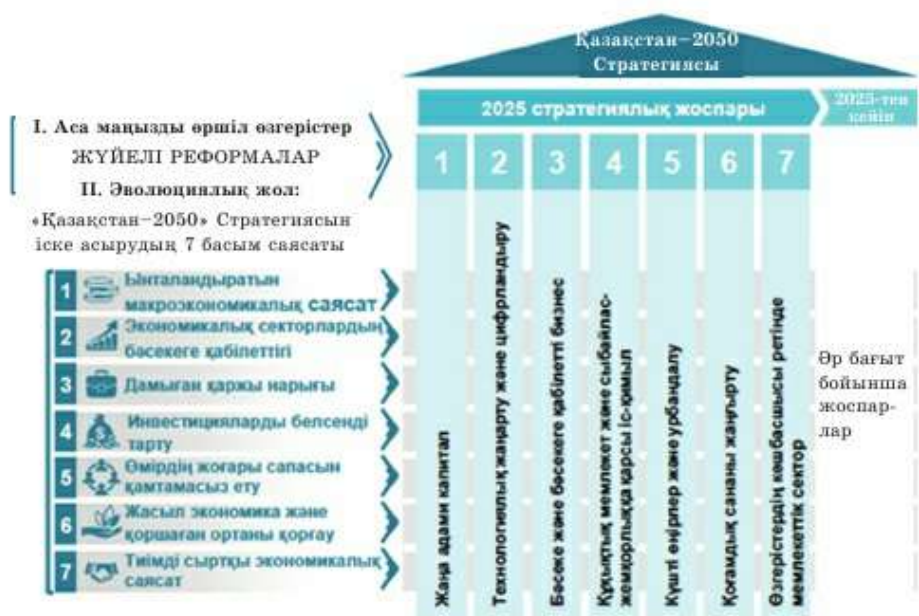 Қазақстан−2050
Стратегиясы
2025 стратегиялық жоспары
2025-тен
кейін
I. Аса маңызды өршіл өзгерістер
ЖҮЙЕЛІ РЕФОРМАЛАР
II. Эволюциялық жол:
«Қазақстан−2050» Стратегиясын
іске асырудың 7 басым саясаты
1 2 3 4 5 6 7
1 Ынталандыратын
макроэкономикалық саясат
2 Экономикалық секторлардың
бәсекеге қабілеттігі
3 Дамыған қаржы нарығы
4 Инвестицияларды белсенді
тарту
5 Өмірдің жоғары сапасын
қамтамасыз ету
6 Жасыл экономика және
қоршаған ортаны қорғау
7 Тиімді сыртқы экономикалық
саясат
Жаңа адами капитал
Технологиялық жаңарту және цифрландыру
Бәсеке және бәсекеге қабілетті бизнес
Құқықтық мемлекет және сыбайлас-
жемқорлыққа қарсы іс-қимыл
Күшті өңірлер және урбандалу
Қоғамдық сананы жаңғырту
Өзгерістердің көшбасшысы ретінде
мемлекеттік сектор
Әр бағыт
бойынша
жоспар-
лар